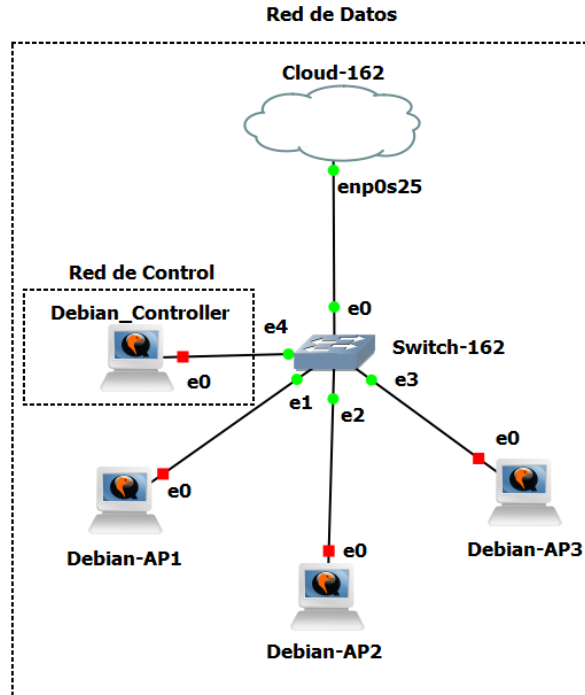 Red de Datos
Cloud-162
enp0s25
Red de Control
Debian_Controller
e0
e4
e0
Switch-162
e1
e2
e3
e0
Debian-AP1
e0
Debian-AP2
e0
Debian-AP3